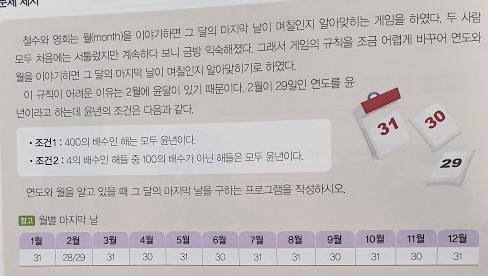 문제 제시
철수와 영희는 월(month)을 이야기하면 그 달의 마지막 날이 며칠인지 알아맞히는 게임을 하였다. 두 사람
모두 처음에는 서툴렀지만 계속하다 보니 금방 익숙해졌다. 그래서 게임의 규칙을 조금 어렵게 바꾸어 연도와
월을 이야기하면 그 달의 마지막 날이 며칠인지 알아맞히기로 하였다.
이 규칙이 어려운 이유는 2월에 윤달이 있기 때문이다. 2월이 29일인 연도를 윤
년이라고 하는데 윤년의 조건은 다음과 같다.
• 조건1 : 400의 배수인 해는 모두 윤년이다.
• 조건2 : 4의 배수인 해들 중 100의 배수가 아닌 해들은 모두 윤년이다.
31
30
29
연도와 월을 알고 있을 때 그 달의 마지막 날을 구하는 프로그램을 작성하시오.
참고 월별 마지막 날
1월 2월 3월 4월 5월 6월 7월 8월 9월 10월 11월 12월
31 28/29 31 30 31 30 31 31 30 31 30 31